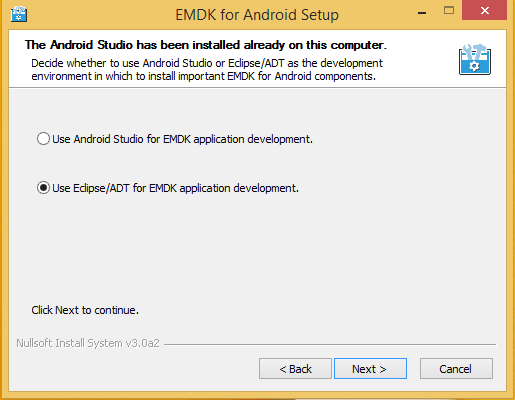 EMDK for Android Setup
The Android Studio has been installed already on this computer.
Decide whether to use Android Studio or Eclipse/ADT as the development
environment in which to install important EMDK for Android components.
Use Android Studio for EMDK application development.
Use Eclipse/ADT for EMDK application development.
Click Next to continue.
Nullsoft Install System v3.0a2
< Back
Next >
Cancel